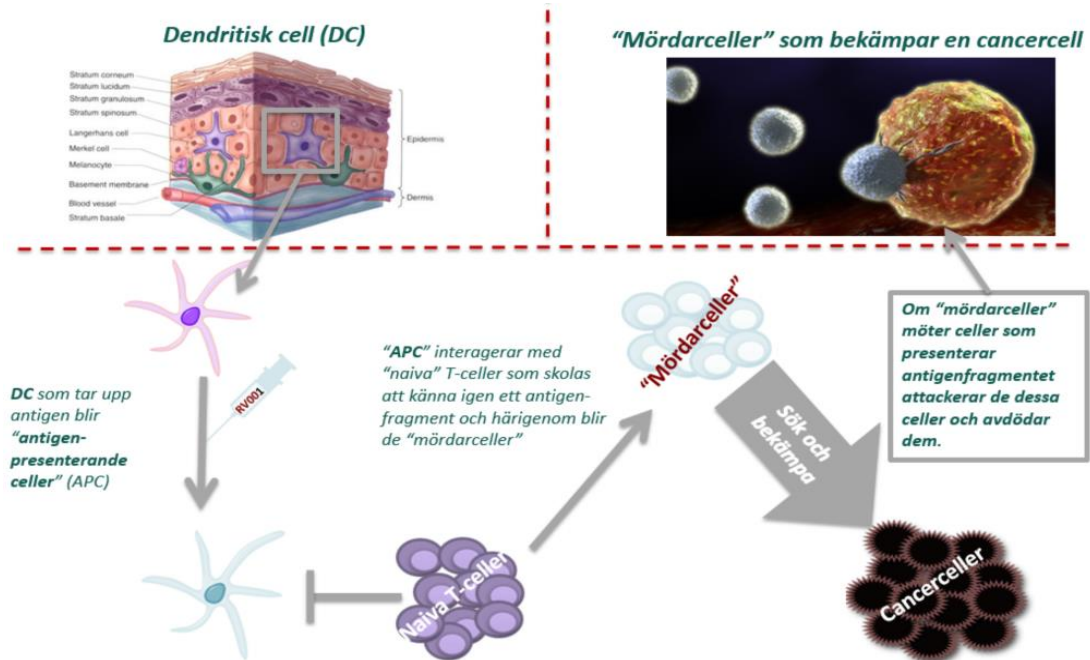 Dendritisk cell (DC)
Stratum corneum
Stratum lucidum
Stratum granulosum
Stratum spinosum
Langerhans cell
Merkel cell
Melanocyte
Basement membrane
Blood vessel
Stratum basale
Epidermis
Dermis
“Mördarceller” som bekämpar en cancercell
DC som tar upp
antigen blir
“antigen-
presenterande
celler” (APC)
RV001
“APC” interagerar med
“naiva” T-celler som skolas
att känna igen ett antigen-
fragment och härigenom blir
de “mördarceller”
Naiva T-celler
“Mördarceller”
Sök och
bekämpa
Om “mördarceller”
möter celler som
presenterar
antigenfragmentet
attackerar de dessa
celler och avdödar
dem.
Cancerceller